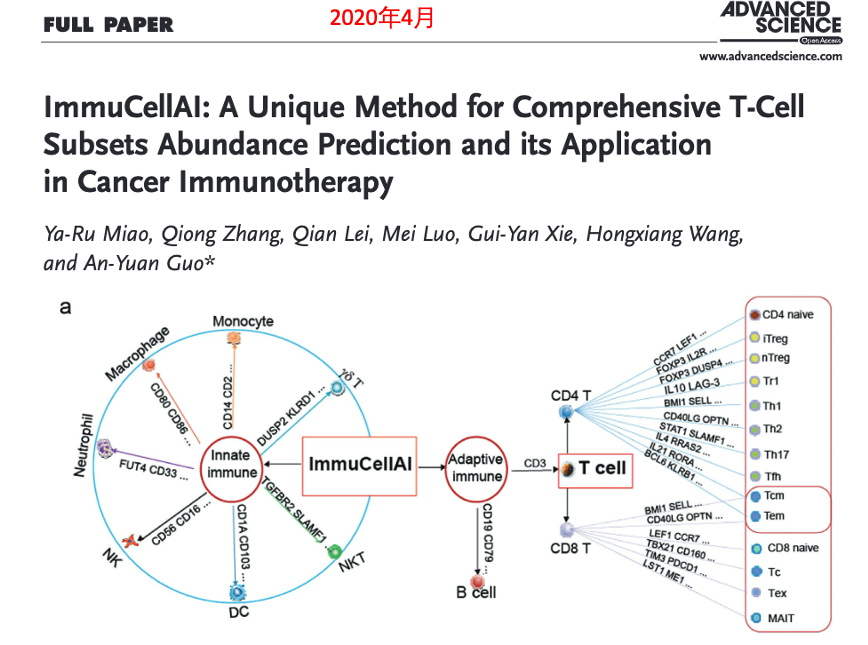 FULL PAPER
2020年4月
ADVANCED
SCIENCE
Open Access
www.advancedscience.com
ImmuCellAI: A Unique Method for Comprehensive T-Cell
Subsets Abundance Prediction and its Application
in Cancer Immunotherapy
Ya-Ru Miao, Qiong Zhang, Qian Lei, Mei Luo, Gui-Yan Xie, Hongxiang Wang,
and An-Yuan Guo*
a
Monocyte
Macrophage
γδ T
Neutrophil
NK
DC
NKT
CD14 CD2 ...
CD80 CD86 ...
DUSP2 KLRD1 ...
FUT4 CD33 ...
CD56 CD16 ...
CD1A CD103 ...
TGFBR2 SLAMF1 ...
Innate
immune
ImmuCellAI
Adaptive
immune
CD19 CD79 ...
B cell
CD3
T cell
CD4 T
CD8 T
CCR7 LEF1 ...
FOXP3 IL2R ...
FOXP3 DUSP4 ...
IL10 LAG-3
BMI1 SELL ...
CD40LG OPTN ...
STAT1 SLAMF1 ...
IL4 RRAS2 ...
IL21 RORA ...
BCL6 KLRB1 ...
BMI1 SELL ...
CD40LG OPTN ...
LEF1 CCR7 ...
TBX21 CD160 ...
TIM3 PDCD1 ...
LST1 ME1 ...
CD4 naive
iTreg
nTreg
Tr1
Th1
Th2
Th17
Tfh
Tcm
Tem
CD8 naive
Tc
Tex
MAIT